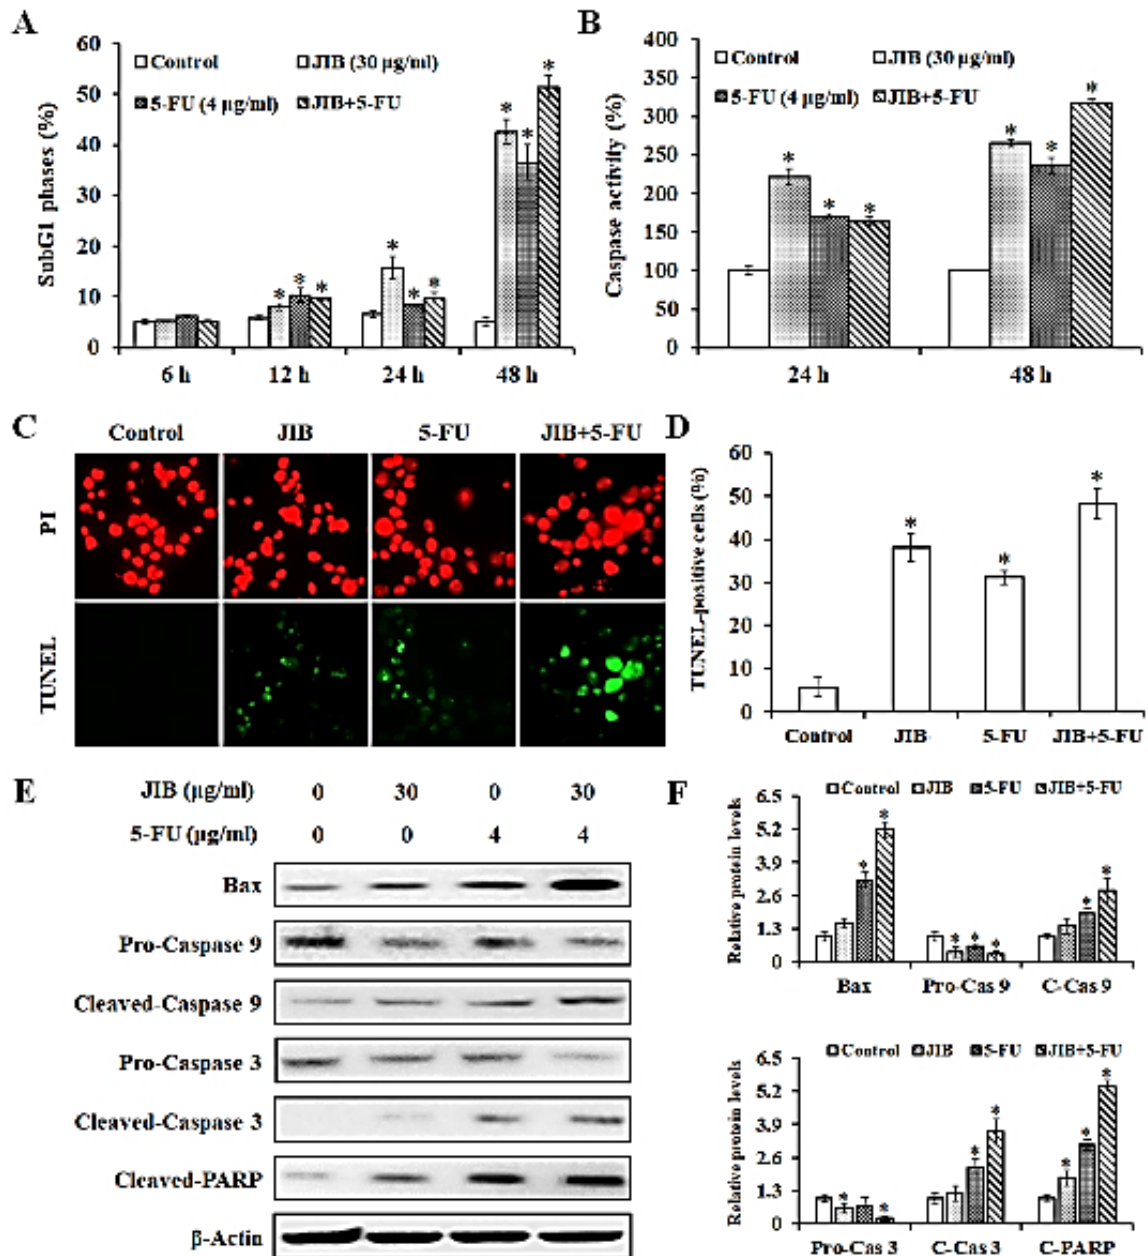 A
SubG1 phases (%)
60
50
40
30
20
10
0
Control
JIB (30 μg/ml)
5-FU (4 μg/ml)
JIB+5-FU
*
*
*
*
*
*
*
*
*
6 h
12 h
24 h
48 h
B
Caspase activity (%)
400
350
300
250
200
150
100
50
0
Control
JIB (30 μg/ml)
5-FU (4 μg/ml)
JIB+5-FU
*
*
*
*
*
*
24 h
48 h
C
Control
JIB
5-FU
JIB+5-FU
PI
TUNEL
D
TUNEL-positive cells (%)
60
50
40
30
20
10
0
*
*
*
Control
JIB
5-FU
JIB+5-FU
E
JIB (μg/ml) 0 30 0 30
5-FU (μg/ml) 0 0 4 4
Bax
Pro-Caspase 9
Cleaved-Caspase 9
Pro-Caspase 3
Cleaved-Caspase 3
Cleaved-PARP
β-Actin
F
Control JIB 5-FU JIB+5-FU
Relative protein levels
6.5
5.2
3.9
2.6
1.3
0
*
*
*
*
*
*
*
Bax
Pro-Cas 9
C-Cas 9
Control JIB 5-FU JIB+5-FU
Relative protein levels
6.5
5.2
3.9
2.6
1.3
0
*
*
*
*
*
*
*
Pro-Cas 3
C-Cas 3
C-PARP